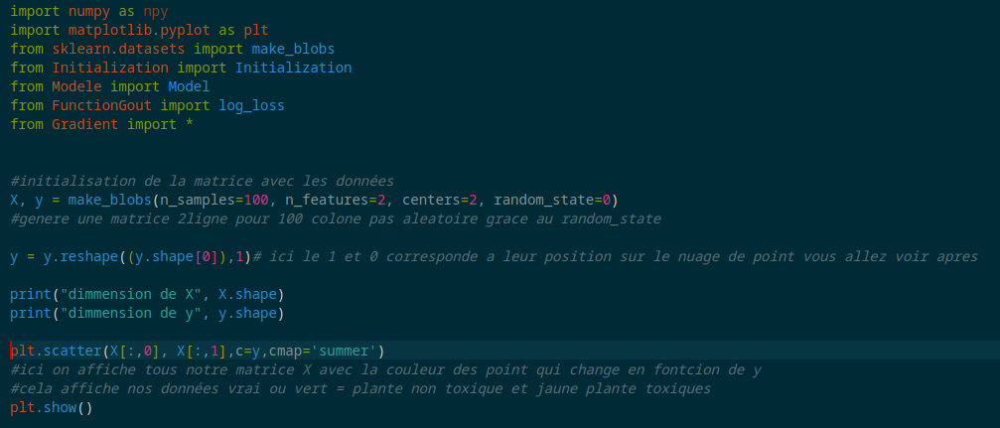 import numpy as npy
import matplotlib.pyplot as plt
from sklearn.datasets import make_blobs
from Initialization import Initialization
from Modele import Model
from FunctionGout import log_loss
from Gradient import *
#initialisation de la matrice avec les données
X, y = make_blobs(n_samples=100, n_features=2, centers=2, random_state=0)
#genere une matrice 2ligne pour 100 colone pas aleatoire grace au random_state
y = y.reshape((y.shape[0]),1)# ici le 1 et 0 corresponde a leur position sur le nuage de point vous allez voir apres
print("dimmension de X", X.shape)
print("dimmension de y", y.shape)
plt.scatter(X[:,0], X[:,1],c=y,cmap='summer')
#ici on affiche tous notre matrice X avec la couleur des point qui change en fontcion de y
#cela affiche nos données vrai ou vert = plante non toxique et jaune plante toxiques
plt.show()